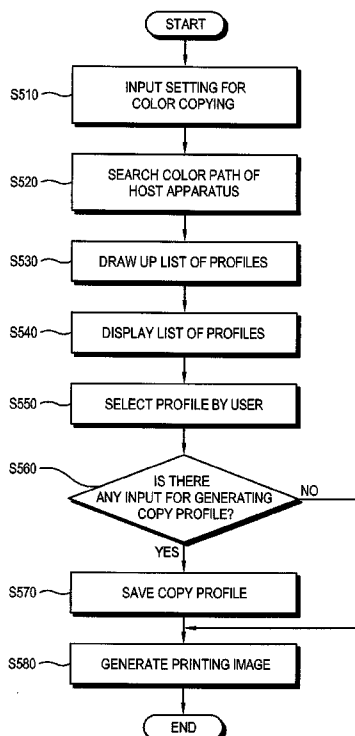 START
S510
INPUT SETTING FOR
COLOR COPYING
S520
SEARCH COLOR PATH OF
HOST APPARATUS
S530
DRAW UP LIST OF PROFILES
S540
DISPLAY LIST OF PROFILES
S550
SELECT PROFILE BY USER
S560
IS THERE
ANY INPUT FOR GENERATING
COPY PROFILE?
NO
YES
S570
SAVE COPY PROFILE
S580
GENERATE PRINTING IMAGE
END